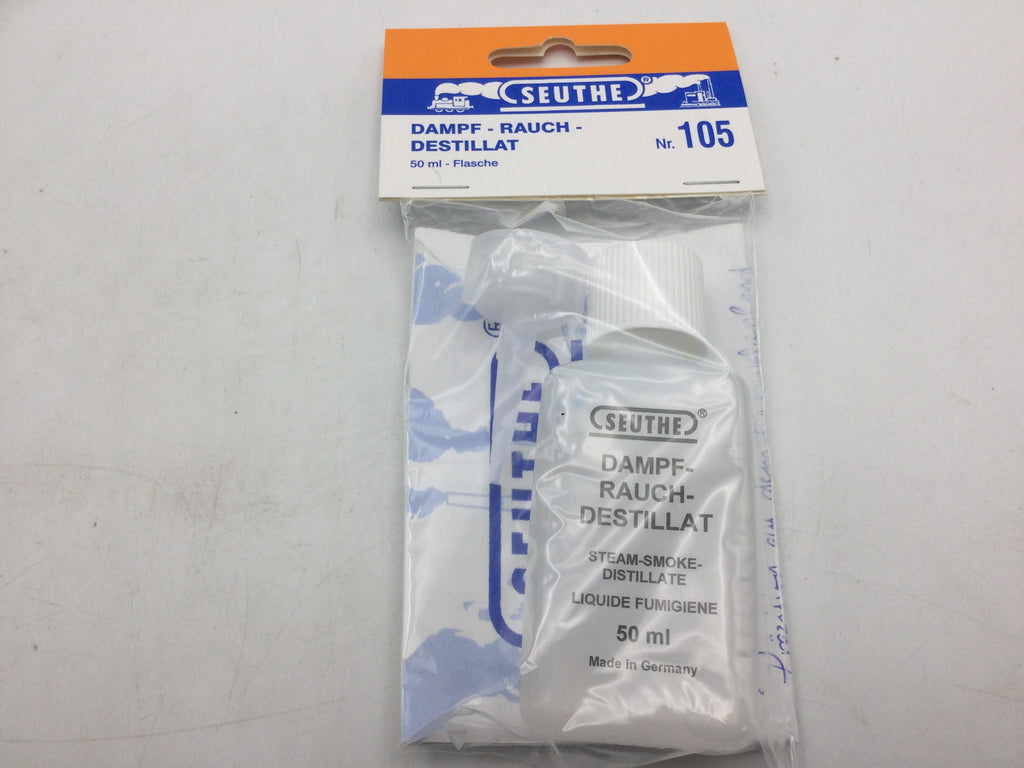 SEUTHE®
DAMPF - RAUCH -
DESTILLAT
50 ml - Flasche
Nr. 105
SEUTHE®
DAMPF-
RAUCH-
DESTILLAT
STEAM-SMOKE-
DISTILLATE
LIQUIDE FUMIGIENE
50 ml
Made in Germany